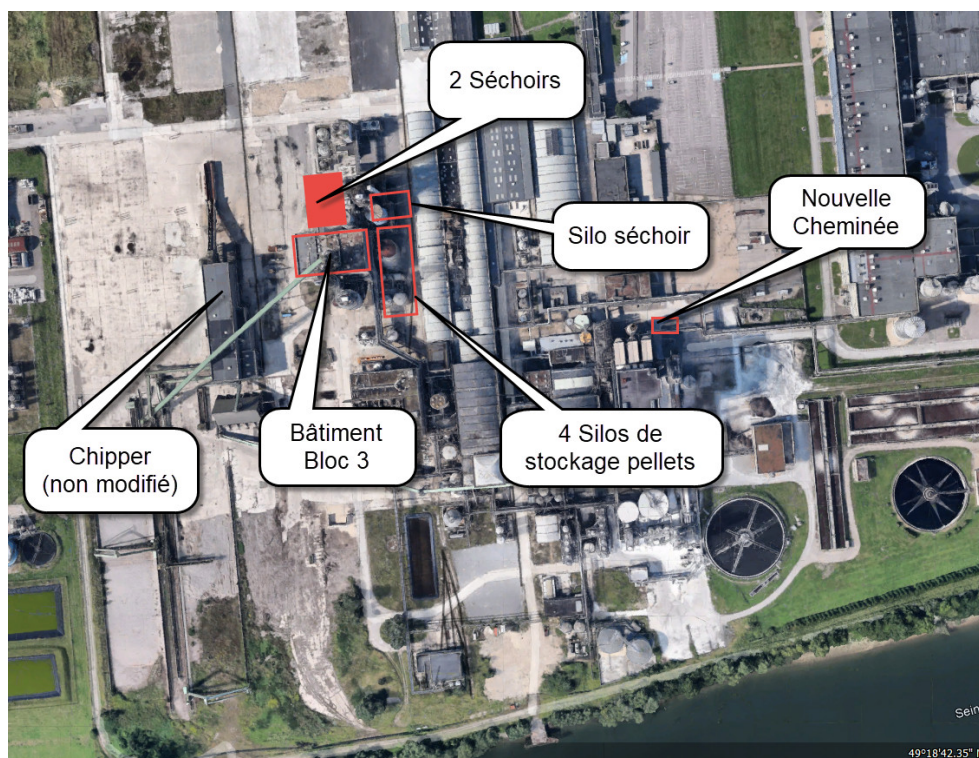 2 Séchoirs
Nouvelle
Cheminée
Silo séchoir
Chipper
(non modifié)
Bâtiment
Bloc 3
4 Silos de
stockage pellets
Sein
49°18'42.35"